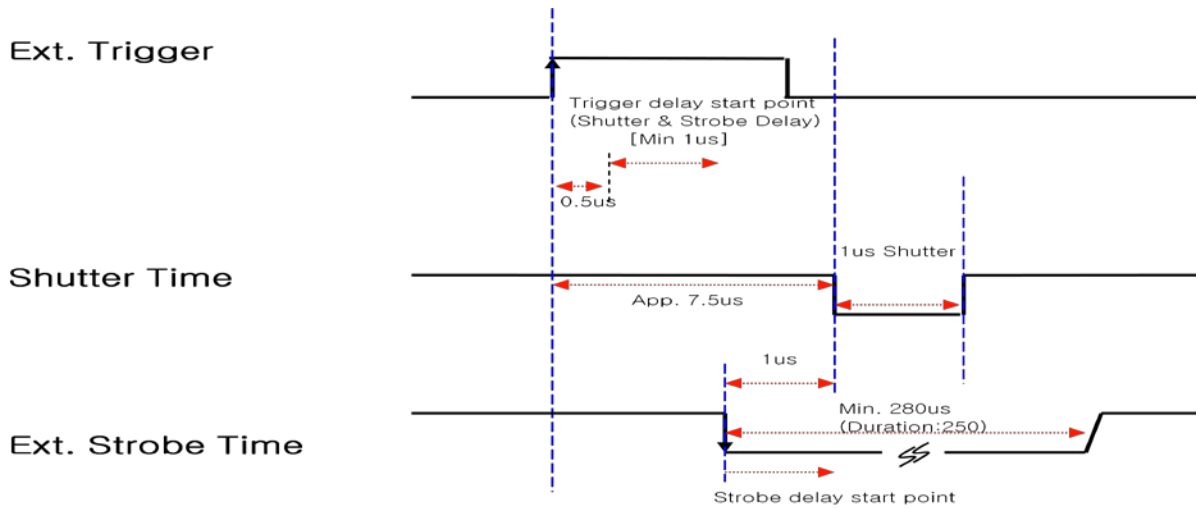 Ext. Trigger
Trigger delay start point
(Shutter & Strobe Delay)
[Min 1us]
0.5us
1us Shutter
Shutter Time
App. 7.5us
1us
Min. 280us
(Duration:250)
Ext. Strobe Time
Strobe delay start point